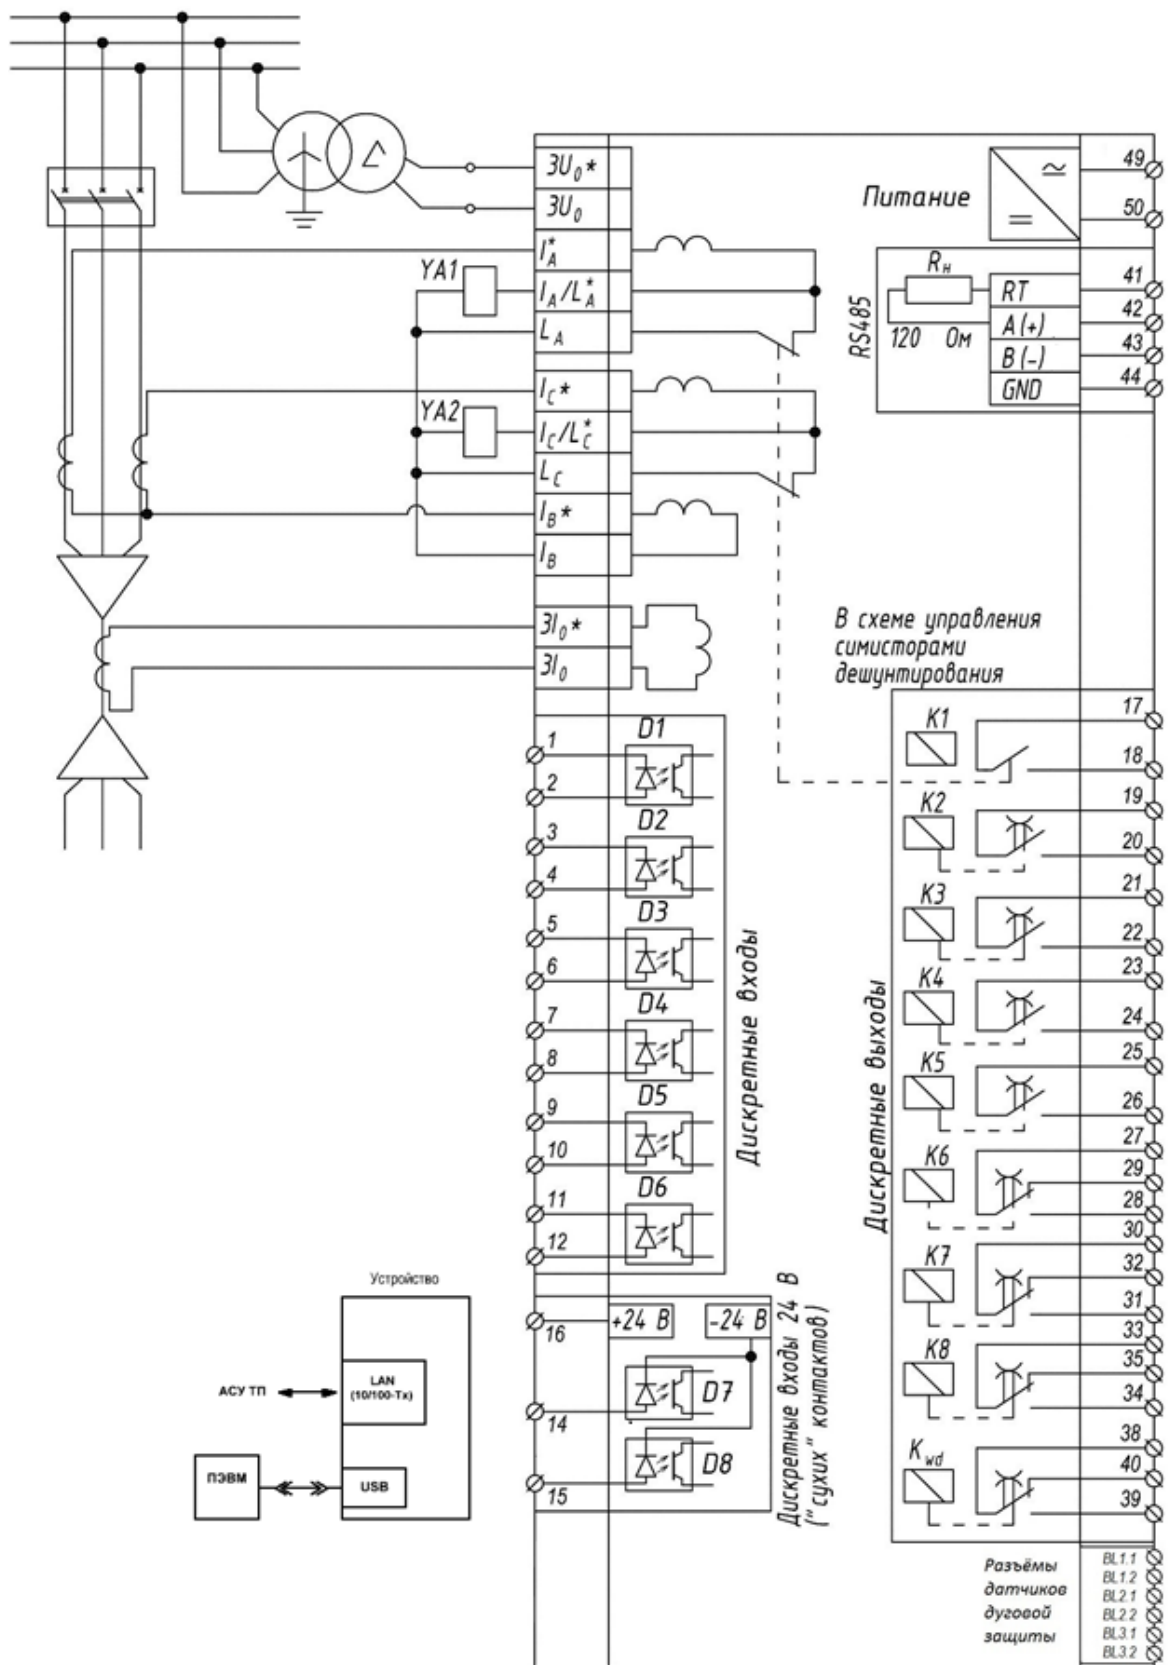 3U₀*
3U₀
I*A
YA1
IA/L*A
LA
IC*
YA2
IC/L*C
LC
IB*
IB
3I₀*
3I₀
Питание
49
50
RS485
Rн
120 Ом
RT
A(+)
B(-)
GND
41
42
43
44
В схеме управления
симисторами
дешунтирования
1
2
D1
3
4
D2
5
6
D3
7
8
D4
9
10
D5
11
12
D6
Дискретные входы
16
+24 В
-24 В
14
D7
15
D8
Дискретные входы 24 В
("сухих" контактов)
Дискретные выходы
K1
17
18
K2
19
20
K3
21
22
K4
23
24
K5
25
26
K6
27
29
28
K7
30
32
31
K8
33
35
34
Kwd
38
40
39
Устройство
АСУ ТП
LAN
(10/100-Tx)
ПЭВМ
USB
Разъёмы
датчиков
дуговой
защиты
BL1.1
BL1.2
BL2.1
BL2.2
BL3.1
BL3.2